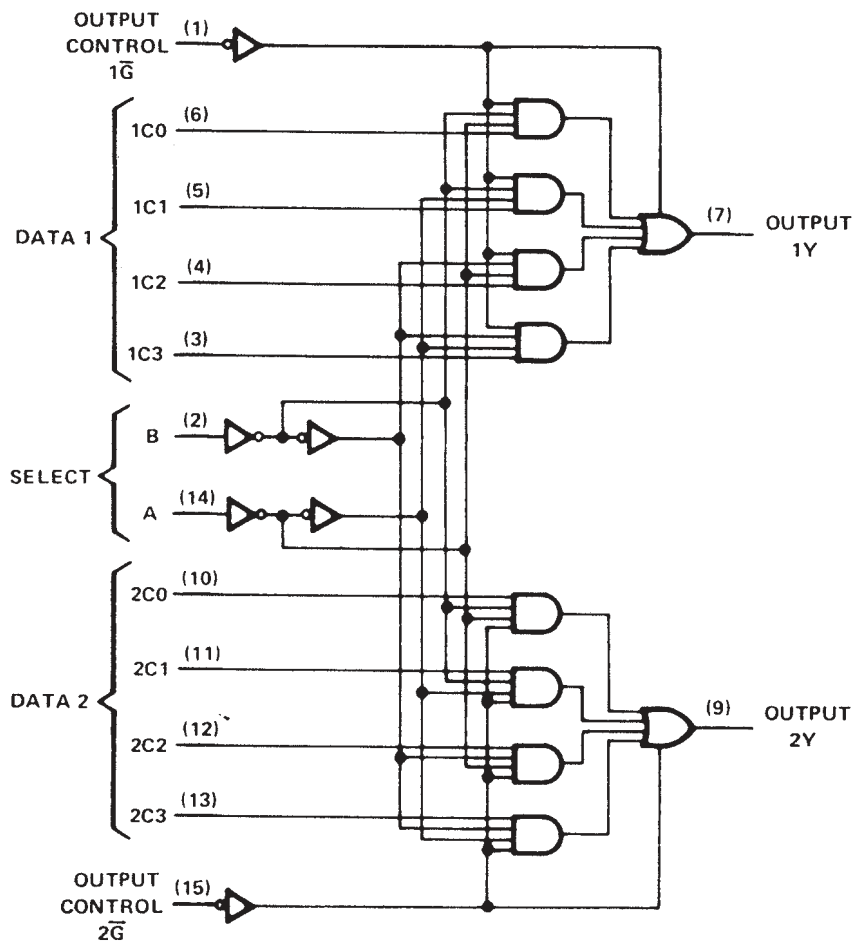 OUTPUT
CONTROL
1G̅
(1)
1C0
(6)
1C1
(5)
DATA 1
1C2
(4)
1C3
(3)
(7)
OUTPUT
1Y
B
(2)
SELECT
A
(14)
2C0
(10)
2C1
(11)
DATA 2
2C2
(12)
2C3
(13)
(9)
OUTPUT
2Y
OUTPUT
CONTROL
2G̅
(15)